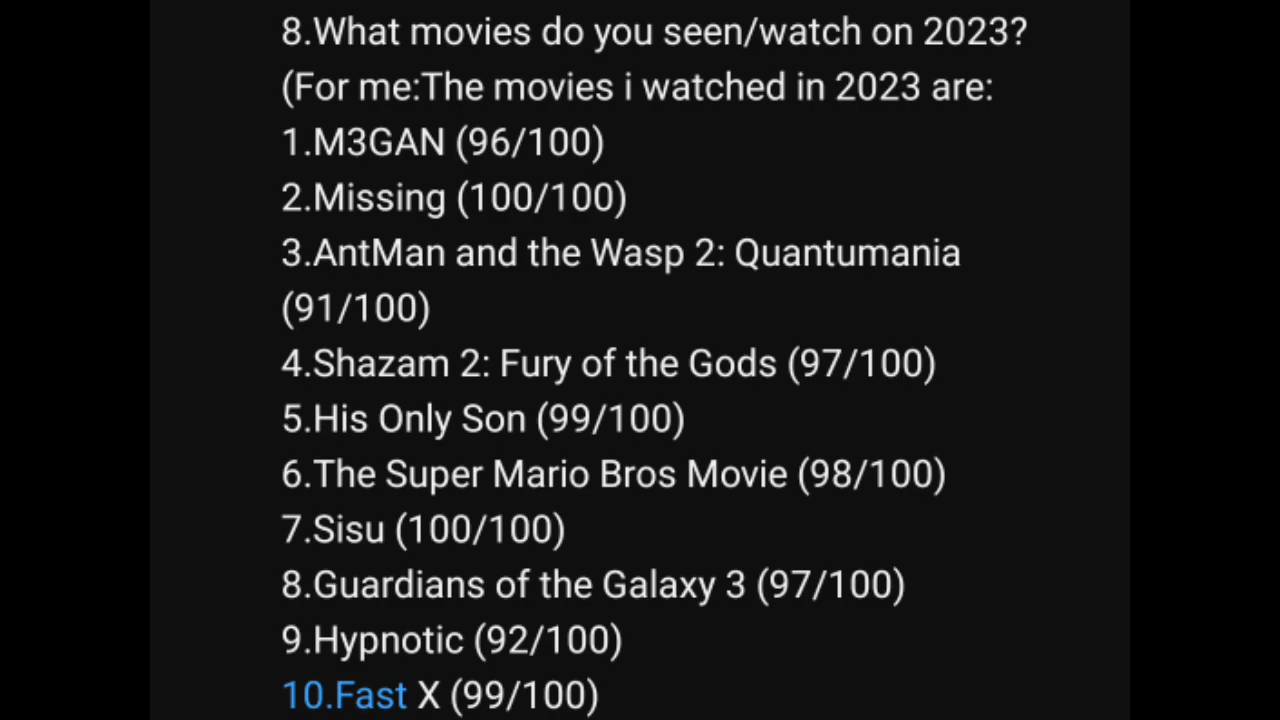 8.What movies do you seen/watch on 2023?
(For me:The movies i watched in 2023 are:
1.M3GAN (96/100)
2.Missing (100/100)
3.AntMan and the Wasp 2: Quantumania
(91/100)
4.Shazam 2: Fury of the Gods (97/100)
5.His Only Son (99/100)
6.The Super Mario Bros Movie (98/100)
7.Sisu (100/100)
8.Guardians of the Galaxy 3 (97/100)
9.Hypnotic (92/100)
10.Fast X (99/100)